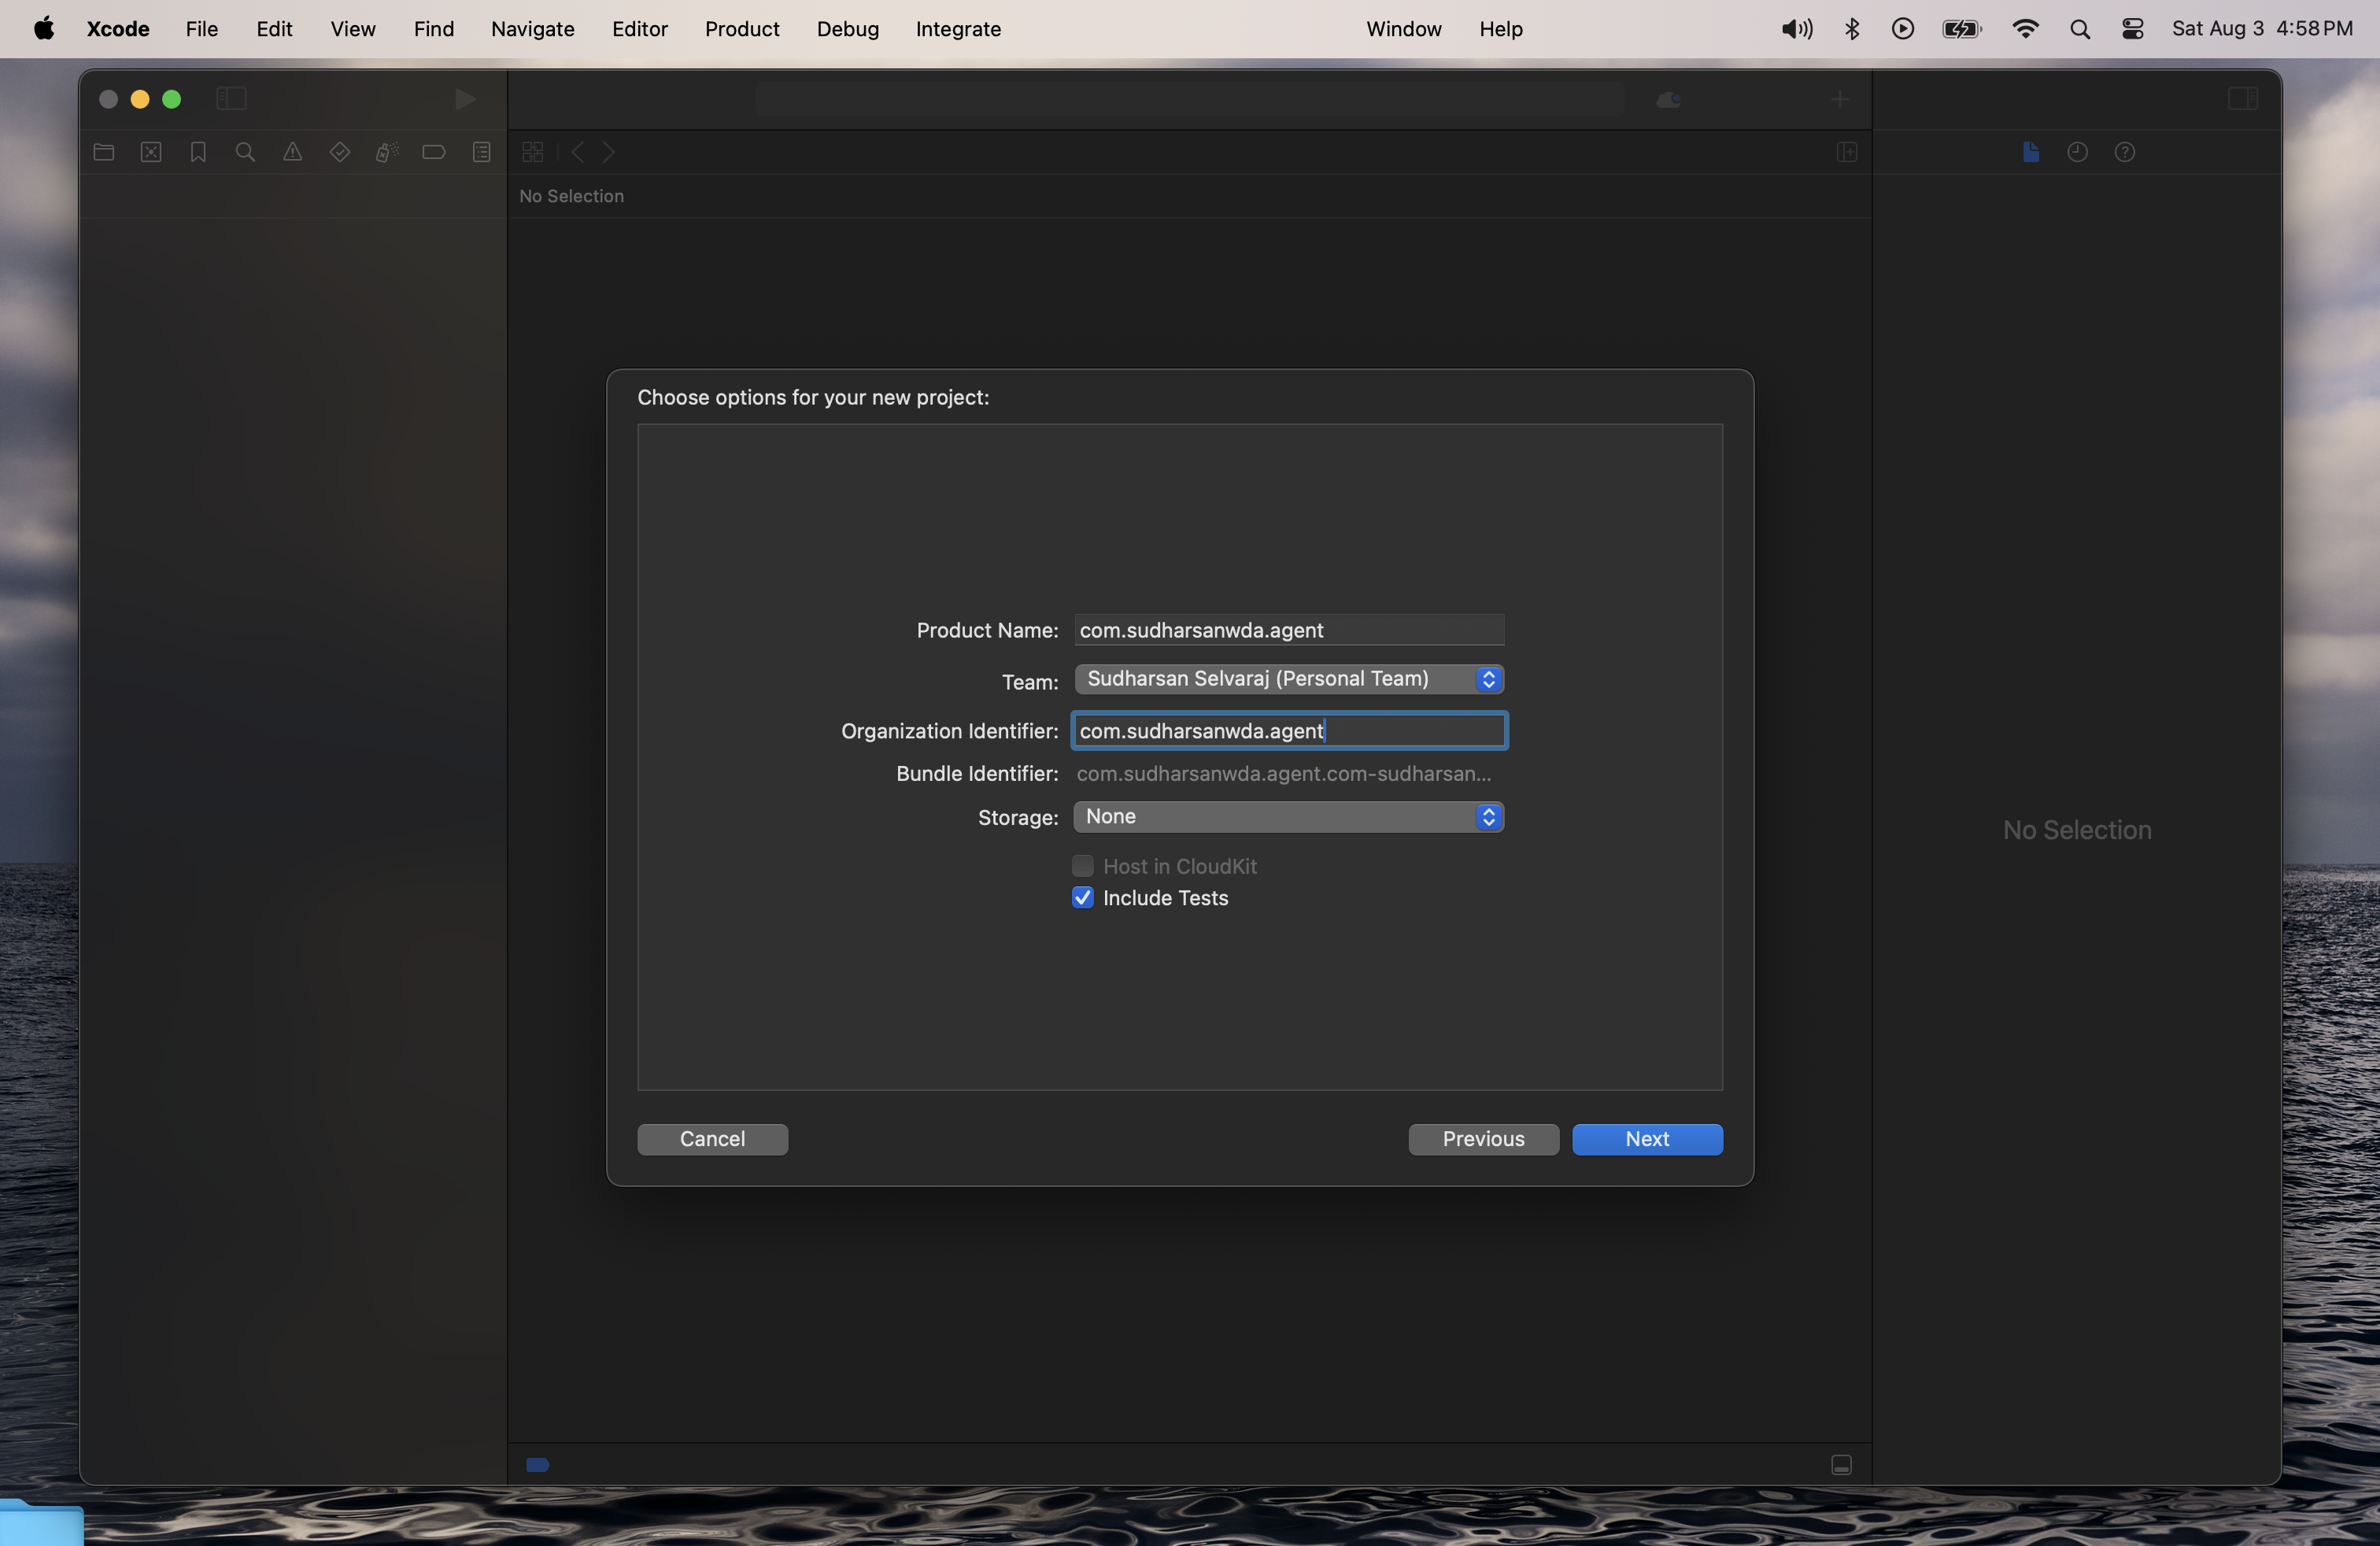 Xcode File Edit View Find Navigate Editor Product Debug Integrate Window Help Sat Aug 3 4:58 PM
No Selection
Choose options for your new project:
Product Name: com.sudharsanwda.agent
Team: Sudharsan Selvaraj (Personal Team)
Organization Identifier: com.sudharsanwda.agent
Bundle Identifier: com.sudharsanwda.agent.com-sudharsan...
Storage: None
No Selection
Host in CloudKit
Include Tests
Cancel Previous Next